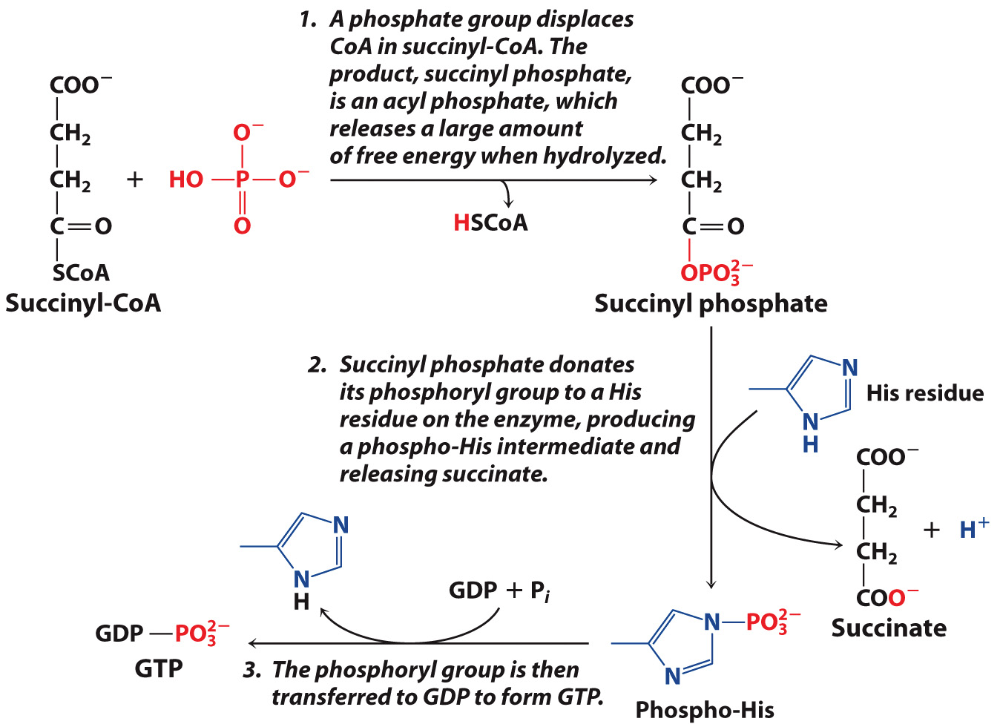 1. A phosphate group displaces
CoA in succinyl-CoA. The
product, succinyl phosphate,
is an acyl phosphate, which
releases a large amount
of free energy when hydrolyzed.
COO⁻
CH₂
CH₂
C=O
SCoA
Succinyl-CoA
+
O⁻
HO—P—O⁻
O
HSCoA
COO⁻
CH₂
CH₂
C=O
OPO₃²⁻
Succinyl phosphate
2. Succinyl phosphate donates
its phosphoryl group to a His
residue on the enzyme, producing
a phospho-His intermediate and
releasing succinate.
N
N
H
His residue
COO⁻
CH₂
CH₂
COO⁻
Succinate
+ H⁺
N—PO₃²⁻
N
Phospho-His
GDP + Pᵢ
N
N
H
GDP—PO₃²⁻
GTP
3. The phosphoryl group is then
transferred to GDP to form GTP.